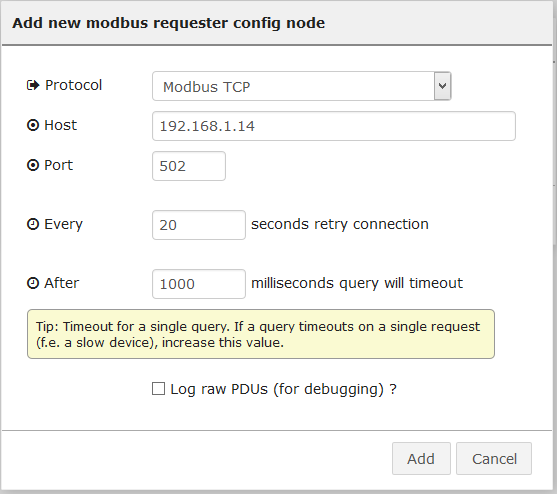 Add new modbus requester config node
Protocol Modbus TCP
Host 192.168.1.14
Port 502
Every 20 seconds retry connection
After 1000 milliseconds query will timeout
Tip: Timeout for a single query. If a query timeouts on a single request
(f.e. a slow device), increase this value.
Log raw PDUs (for debugging) ?
Add Cancel